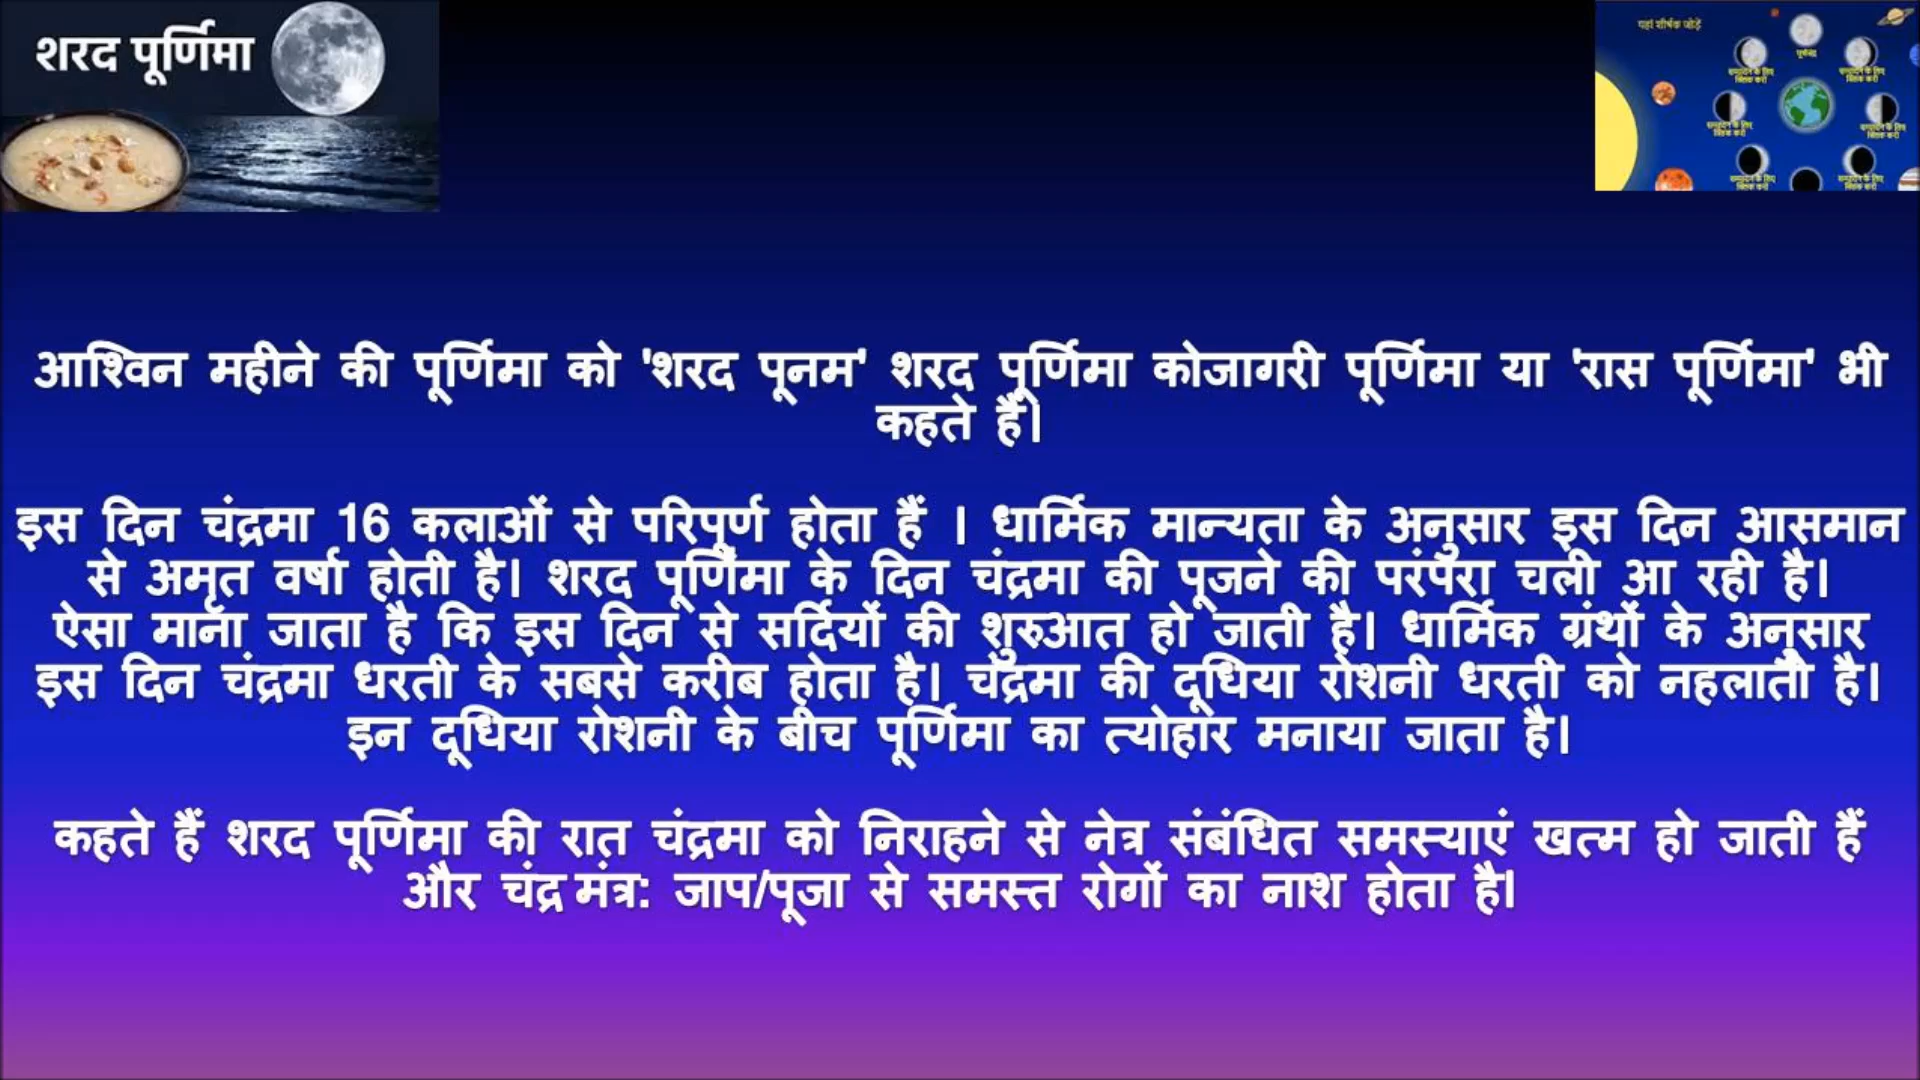 शरद पूर्णिमा
यहां शीर्षक जोड़ें
आश्विन महीने की पूर्णिमा को 'शरद पूनम' शरद पूर्णिमा कोजागरी पूर्णिमा या 'रास पूर्णिमा' भी
कहते हैं।
इस दिन चंद्रमा 16 कलाओं से परिपूर्ण होता हैं । धार्मिक मान्यता के अनुसार इस दिन आसमान
से अमृत वर्षा होती है। शरद पूर्णिमा के दिन चंद्रमा की पूजने की परंपरा चली आ रही है।
ऐसा माना जाता है कि इस दिन से सर्दियों की शुरुआत हो जाती है। धार्मिक ग्रंथों के अनुसार
इस दिन चंद्रमा धरती के सबसे करीब होता है। चंद्रमा की दूधिया रोशनी धरती को नहलाती है।
इन दूधिया रोशनी के बीच पूर्णिमा का त्योहार मनाया जाता है।
कहते हैं शरद पूर्णिमा की रात चंद्रमा को निराहने से नेत्र संबंधित समस्याएं खत्म हो जाती हैं
और चंद्र मंत्र: जाप/पूजा से समस्त रोगों का नाश होता है।